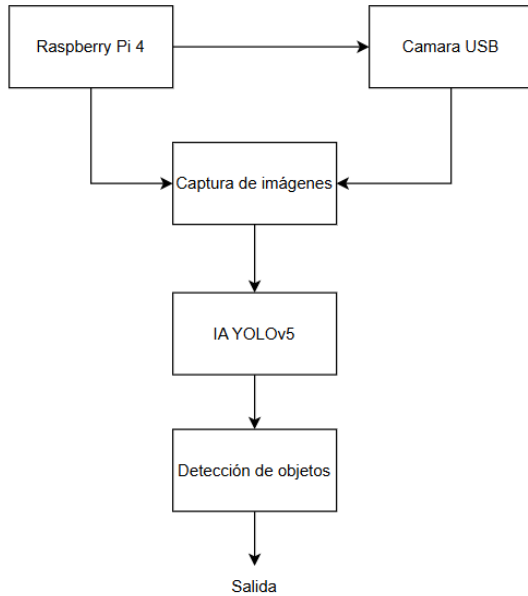 Raspberry Pi 4
Camara USB
Captura de imágenes
IA YOLOv5
Detección de objetos
Salida